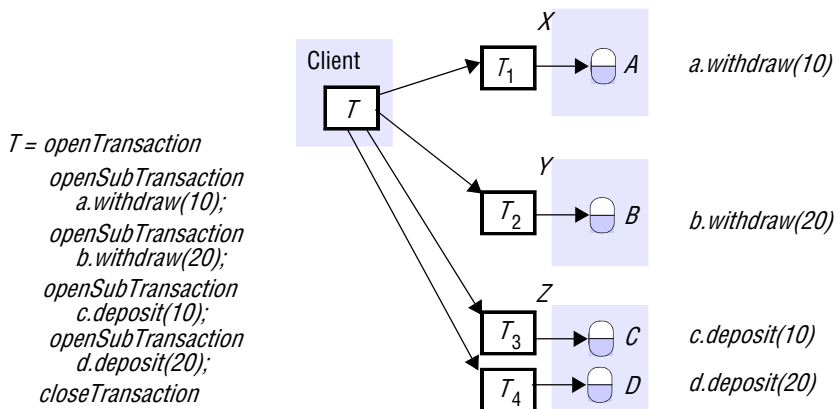 X
Client
T₁
A
a.withdraw(10)
T
T = openTransaction
openSubTransaction
a.withdraw(10);
openSubTransaction
b.withdraw(20);
openSubTransaction
c.deposit(10);
openSubTransaction
d.deposit(20);
closeTransaction
Y
T₂
B
b.withdraw(20)
Z
T₃
C
c.deposit(10)
T₄
D
d.deposit(20)